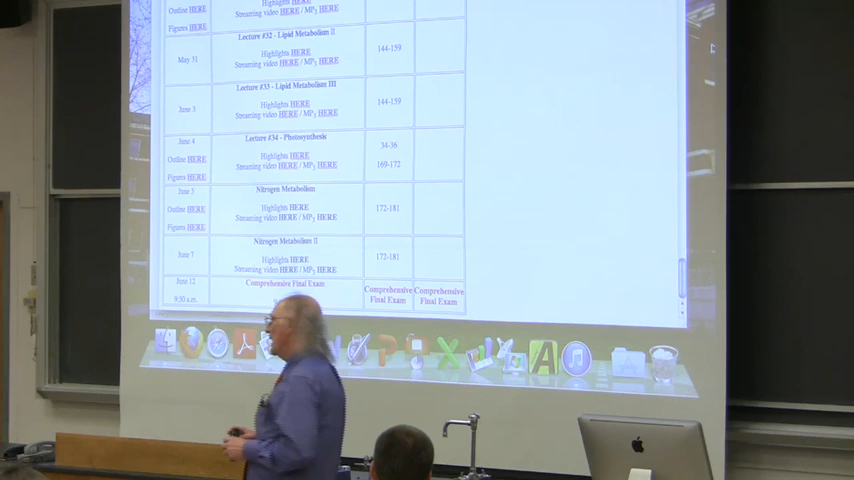 Highlights HERE
Outline HERE
Streaming video HERE / MP3 HERE
Figures HERE
Lecture #32 - Lipid Metabolism II
May 31
Highlights HERE
Streaming video HERE / MP3 HERE
144-159
Lecture #33 - Lipid Metabolism III
June 3
Highlights HERE
Streaming video HERE / MP3 HERE
144-159
June 4
Outline HERE
Figures HERE
Lecture #34 - Photosynthesis
Highlights HERE
Streaming video HERE / MP3 HERE
34-36
169-172
June 5
Outline HERE
Figures HERE
Nitrogen Metabolism
Highlights HERE
Streaming video HERE / MP3 HERE
172-181
June 7
Nitrogen Metabolism II
Highlights HERE
Streaming video HERE / MP3 HERE
172-181
June 12
9:30 a.m.
Comprehensive Final Exam
Comprehensive
Final Exam
Comprehensive
Final Exam